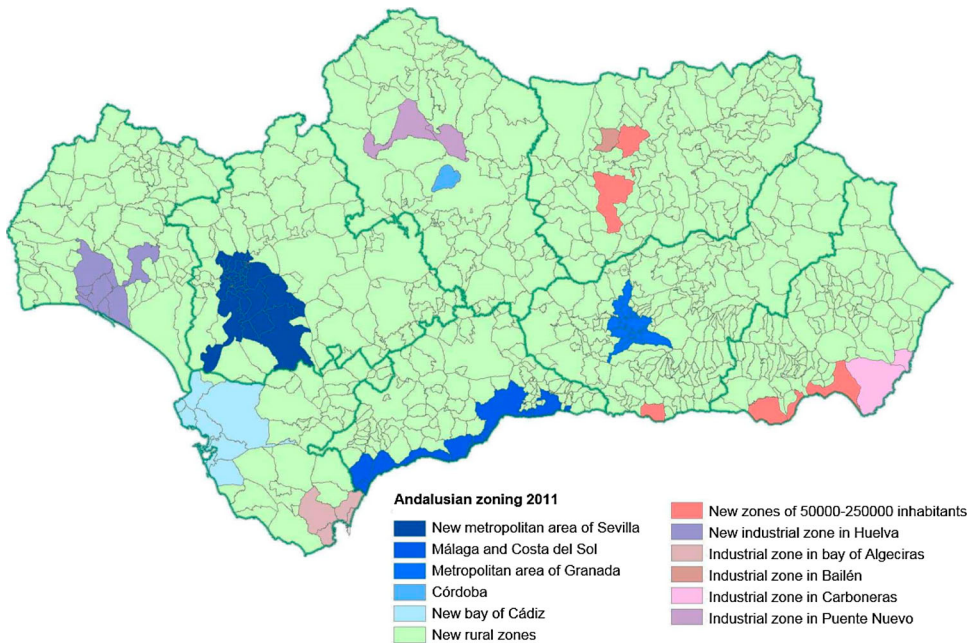 Andalusian zoning 2011
New metropolitan area of Sevilla
Málaga and Costa del Sol
Metropolitan area of Granada
Córdoba
New bay of Cádiz
New rural zones
New zones of 50000-250000 inhabitants
New industrial zone in Huelva
Industrial zone in bay of Algeciras
Industrial zone in Bailén
Industrial zone in Carboneras
Industrial zone in Puente Nuevo